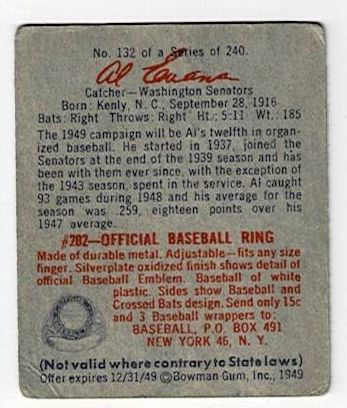 No. 132 of a Series of 240.
Al Evans
Catcher—Washington Senators
Born: Kenly, N. C., September 28, 1916
Bats: Right Throws: Right Ht.: 5:11 Wt.: 185
The 1949 campaign will be Al's twelfth in organ-
ized baseball. He started in 1937, joined the
Senators at the end of the 1939 season and has
been with them ever since, with the exception of
the 1943 season, spent in the service. Al caught
93 games during 1948 and his average for the
season was .259, eighteen points over his
1947 average.
#202—OFFICIAL BASEBALL RING
Made of durable metal. Adjustable—fits any size
finger. Silverplate oxidized finish shows detail of
official Baseball Emblem. Baseball of white
plastic. Sides show Baseball and
Crossed Bats design. Send only 15c
and 3 Baseball wrappers to:
BASEBALL, P.O. BOX 491
NEW YORK 46, N. Y.
(Not valid where contrary to State laws)
Offer expires 12/31/49 ©Bowman Gum, Inc., 1949